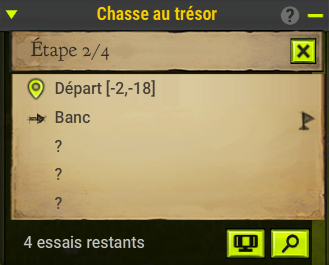 Chasse au trésor
?
Étape 2/4
Départ [-2,-18]
Banc
?
?
?
4 essais restants